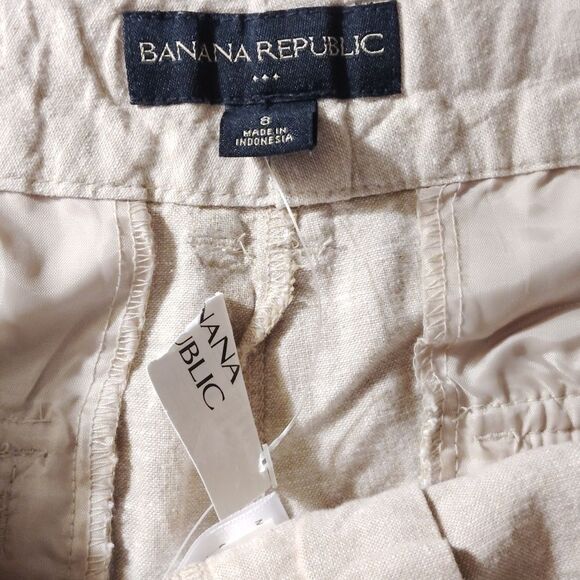 BANANA REPUBLIC
8
MADE IN
INDONESIA
NANA
UBLIC